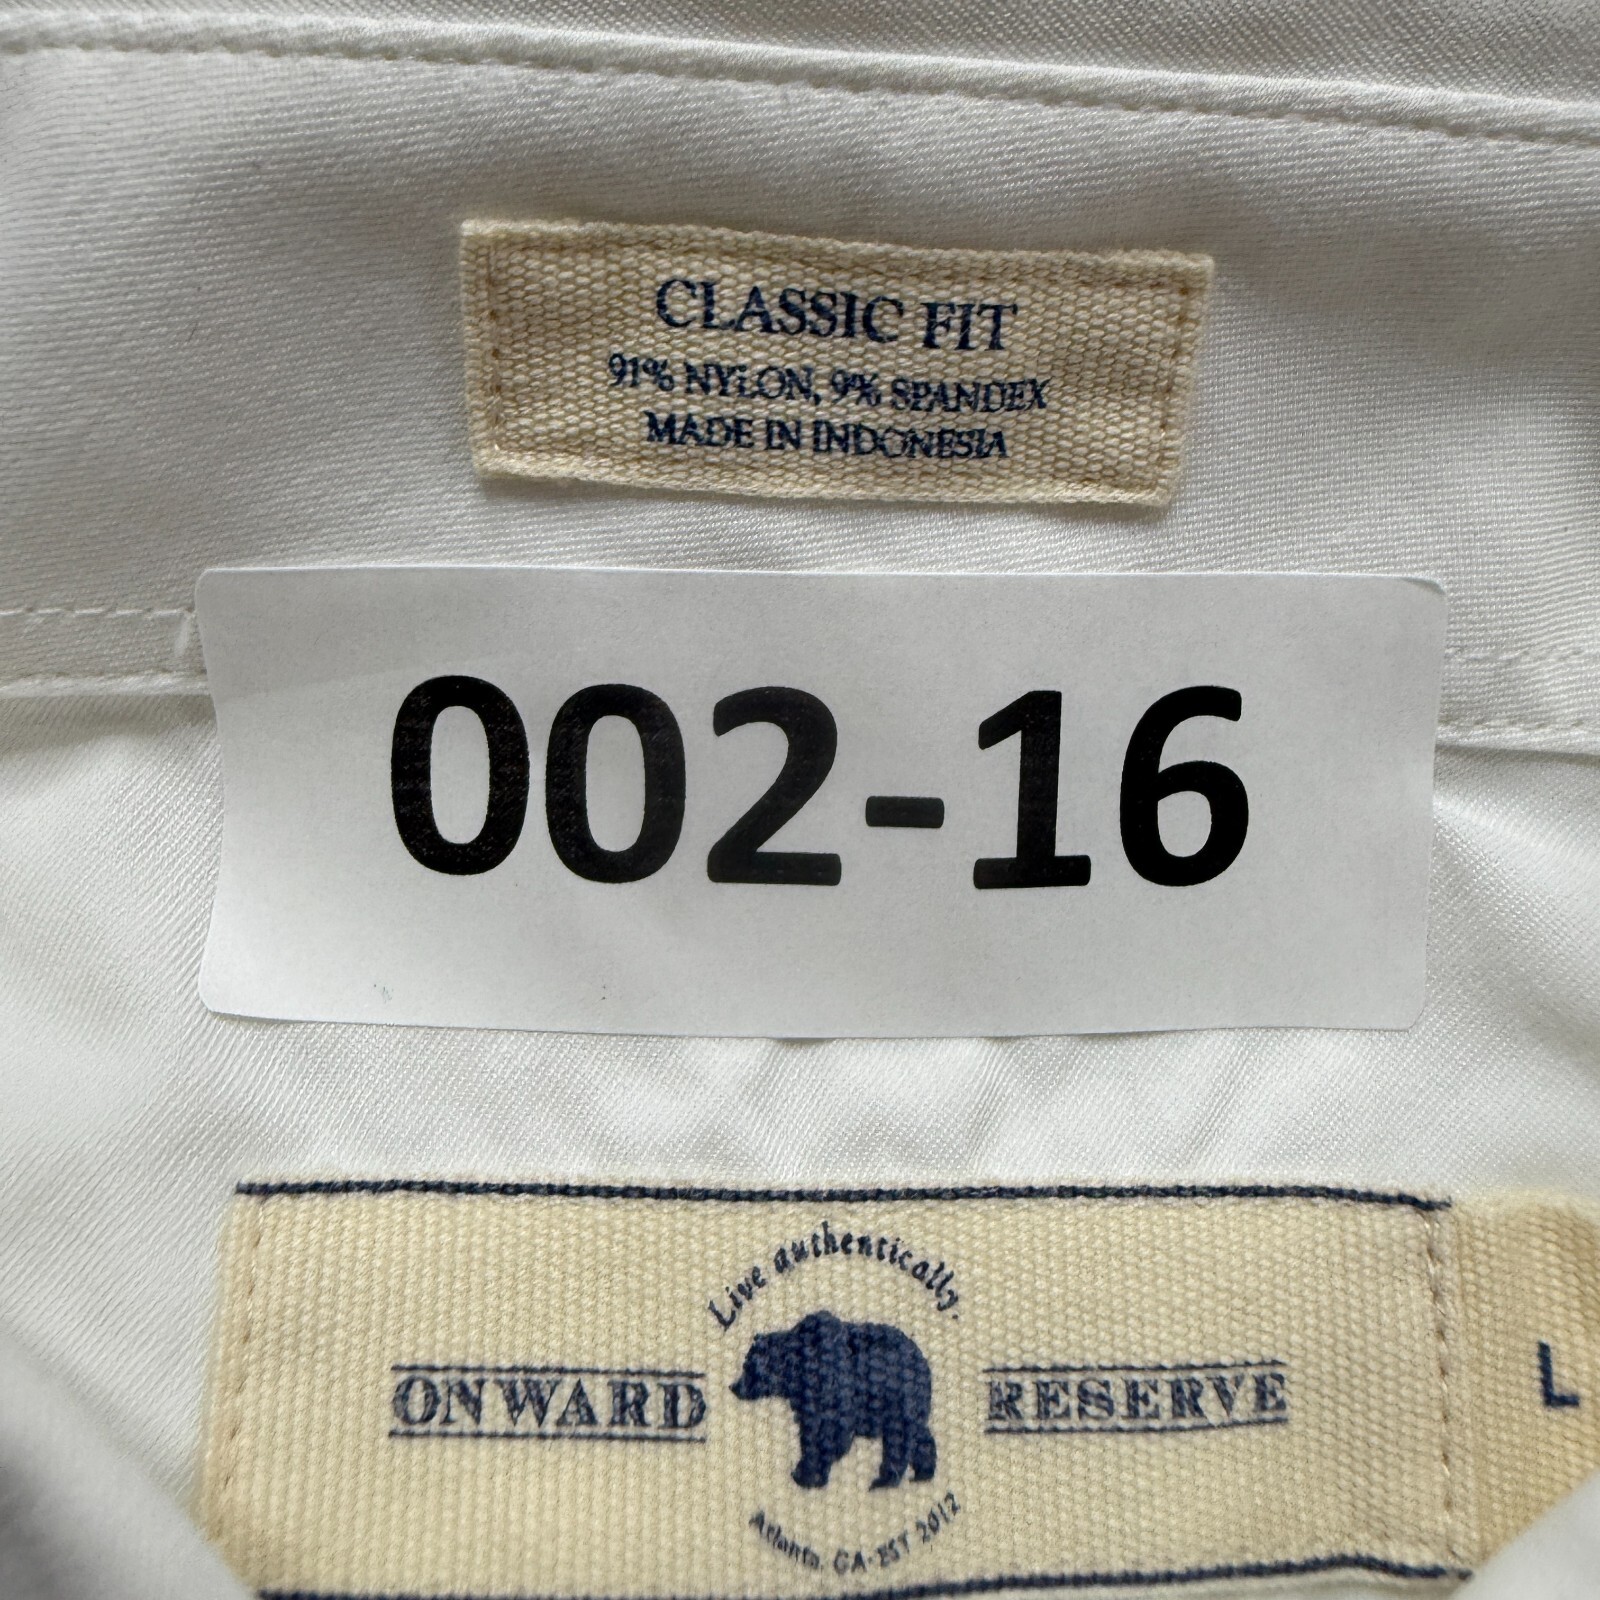 CLASSIC FIT
91% NYLON, 9% SPANDEX
MADE IN INDONESIA
002-16
Live authentically.
ONWARD RESERVE
L
Atlanta, GA·EST 2012